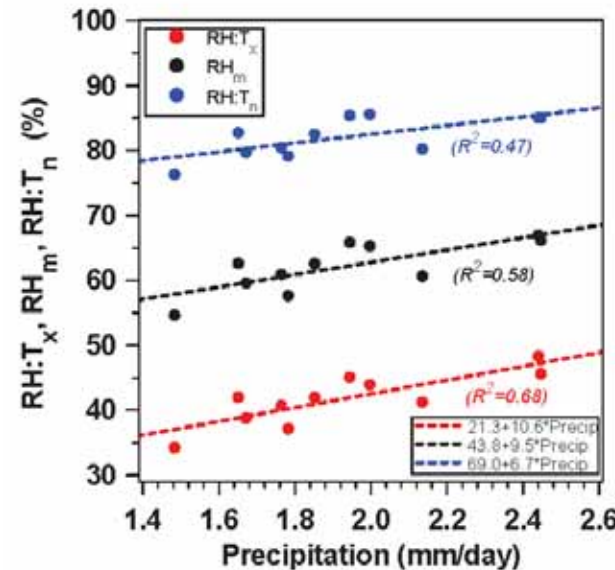 100
90
80
70
60
50
40
30
RH:Tx, RHm, RH:Tn (%)
RH:Tx
RHm
RH:Tn
(R²=0.47)
(R²=0.58)
(R²=0.68)
21.3+10.6*Precip
43.8+9.5*Precip
69.0+6.7*Precip
1.4 1.6 1.8 2.0 2.2 2.4 2.6
Precipitation (mm/day)